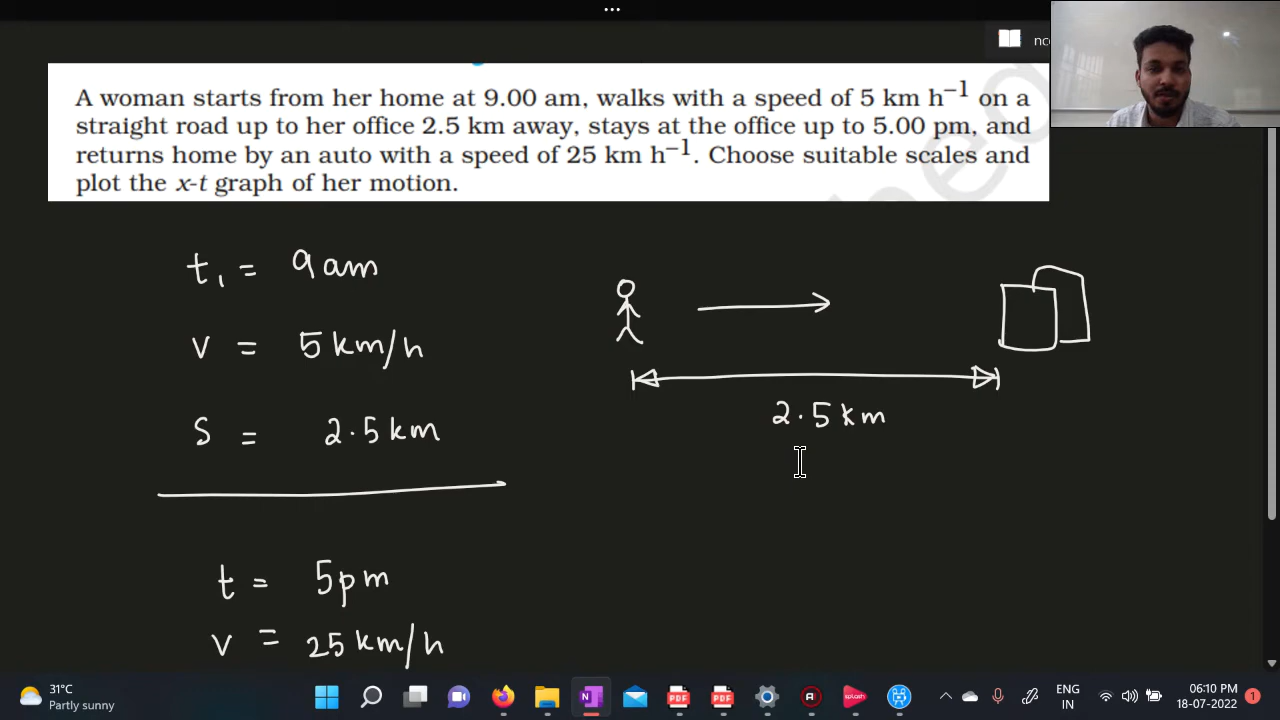 ...
nc
A woman starts from her home at 9.00 am, walks with a speed of 5 km h⁻¹ on a
straight road up to her office 2.5 km away, stays at the office up to 5.00 pm, and
returns home by an auto with a speed of 25 km h⁻¹. Choose suitable scales and
plot the x-t graph of her motion.
t₁ = 9am
v = 5 km/h
s = 2.5 km
2.5 km
t = 5pm
v = 25 km/h
31°C
Partly sunny
ENG
IN
06:10 PM
18-07-2022
1